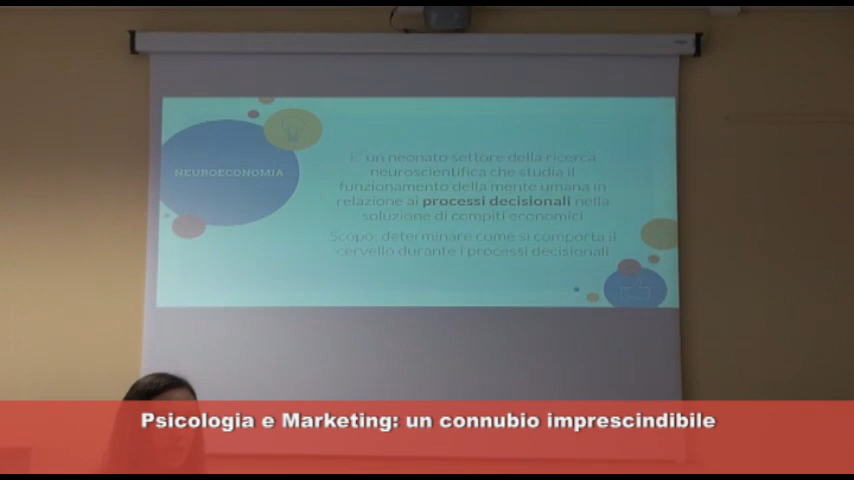 NEUROECONOMIA
E' un neonato settore della ricerca
neuroscientifica che studia il
funzionamento della mente umana in
relazione ai processi decisionali nella
soluzione di compiti economici
Scopo: determinare come si comporta il
cervello durante i processi decisionali
Psicologia e Marketing: un connubio imprescindibile